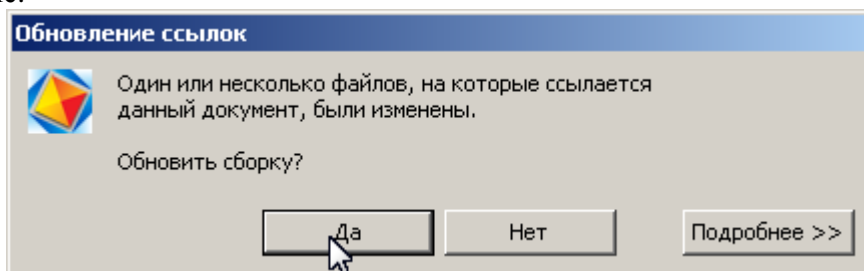 Обновление ссылок
Один или несколько файлов, на которые ссылается
данный документ, были изменены.
Обновить сборку?
Да
Нет
Подробнее >>